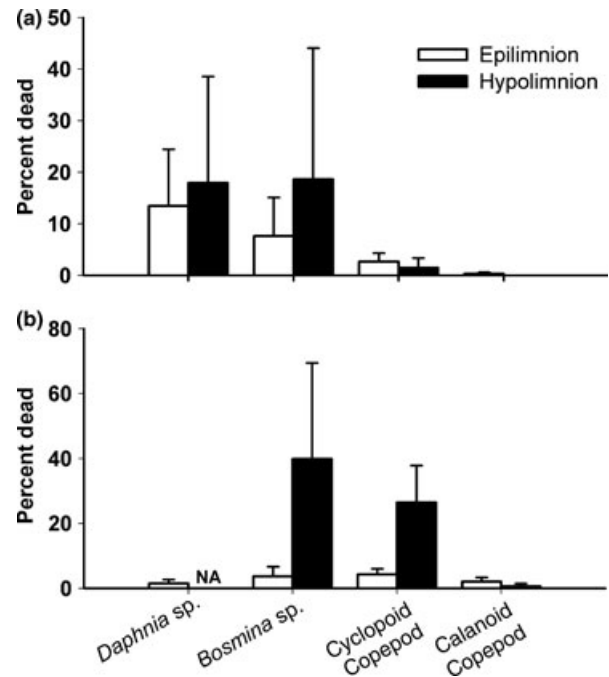 (a)
50
40
30
20
10
0
Percent dead
Epilimnion
Hypolimnion
(b)
80
60
40
20
0
Percent dead
NA
Daphnia sp.
Bosmina sp.
Cyclopoid
Copepod
Calanoid
Copepod